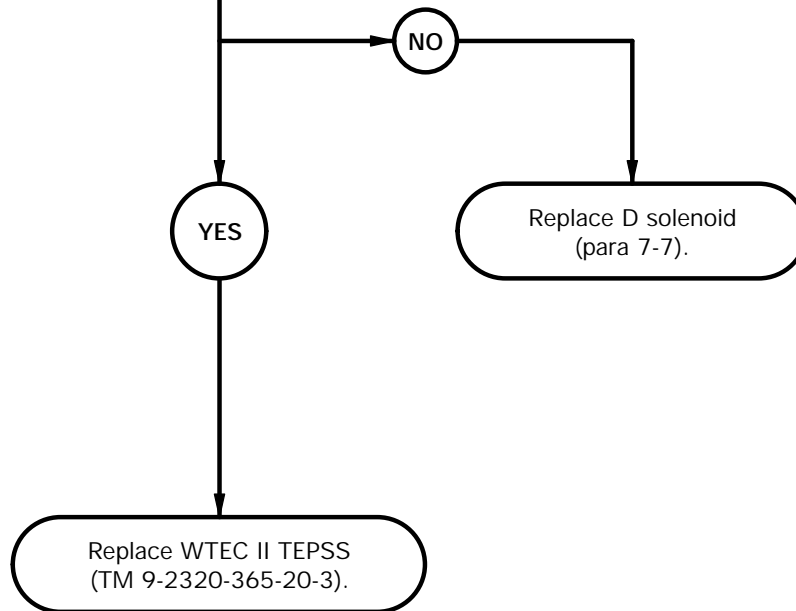 NO
YES
Replace D solenoid
(para 7-7).
Replace WTEC II TEPSS
(TM 9-2320-365-20-3).